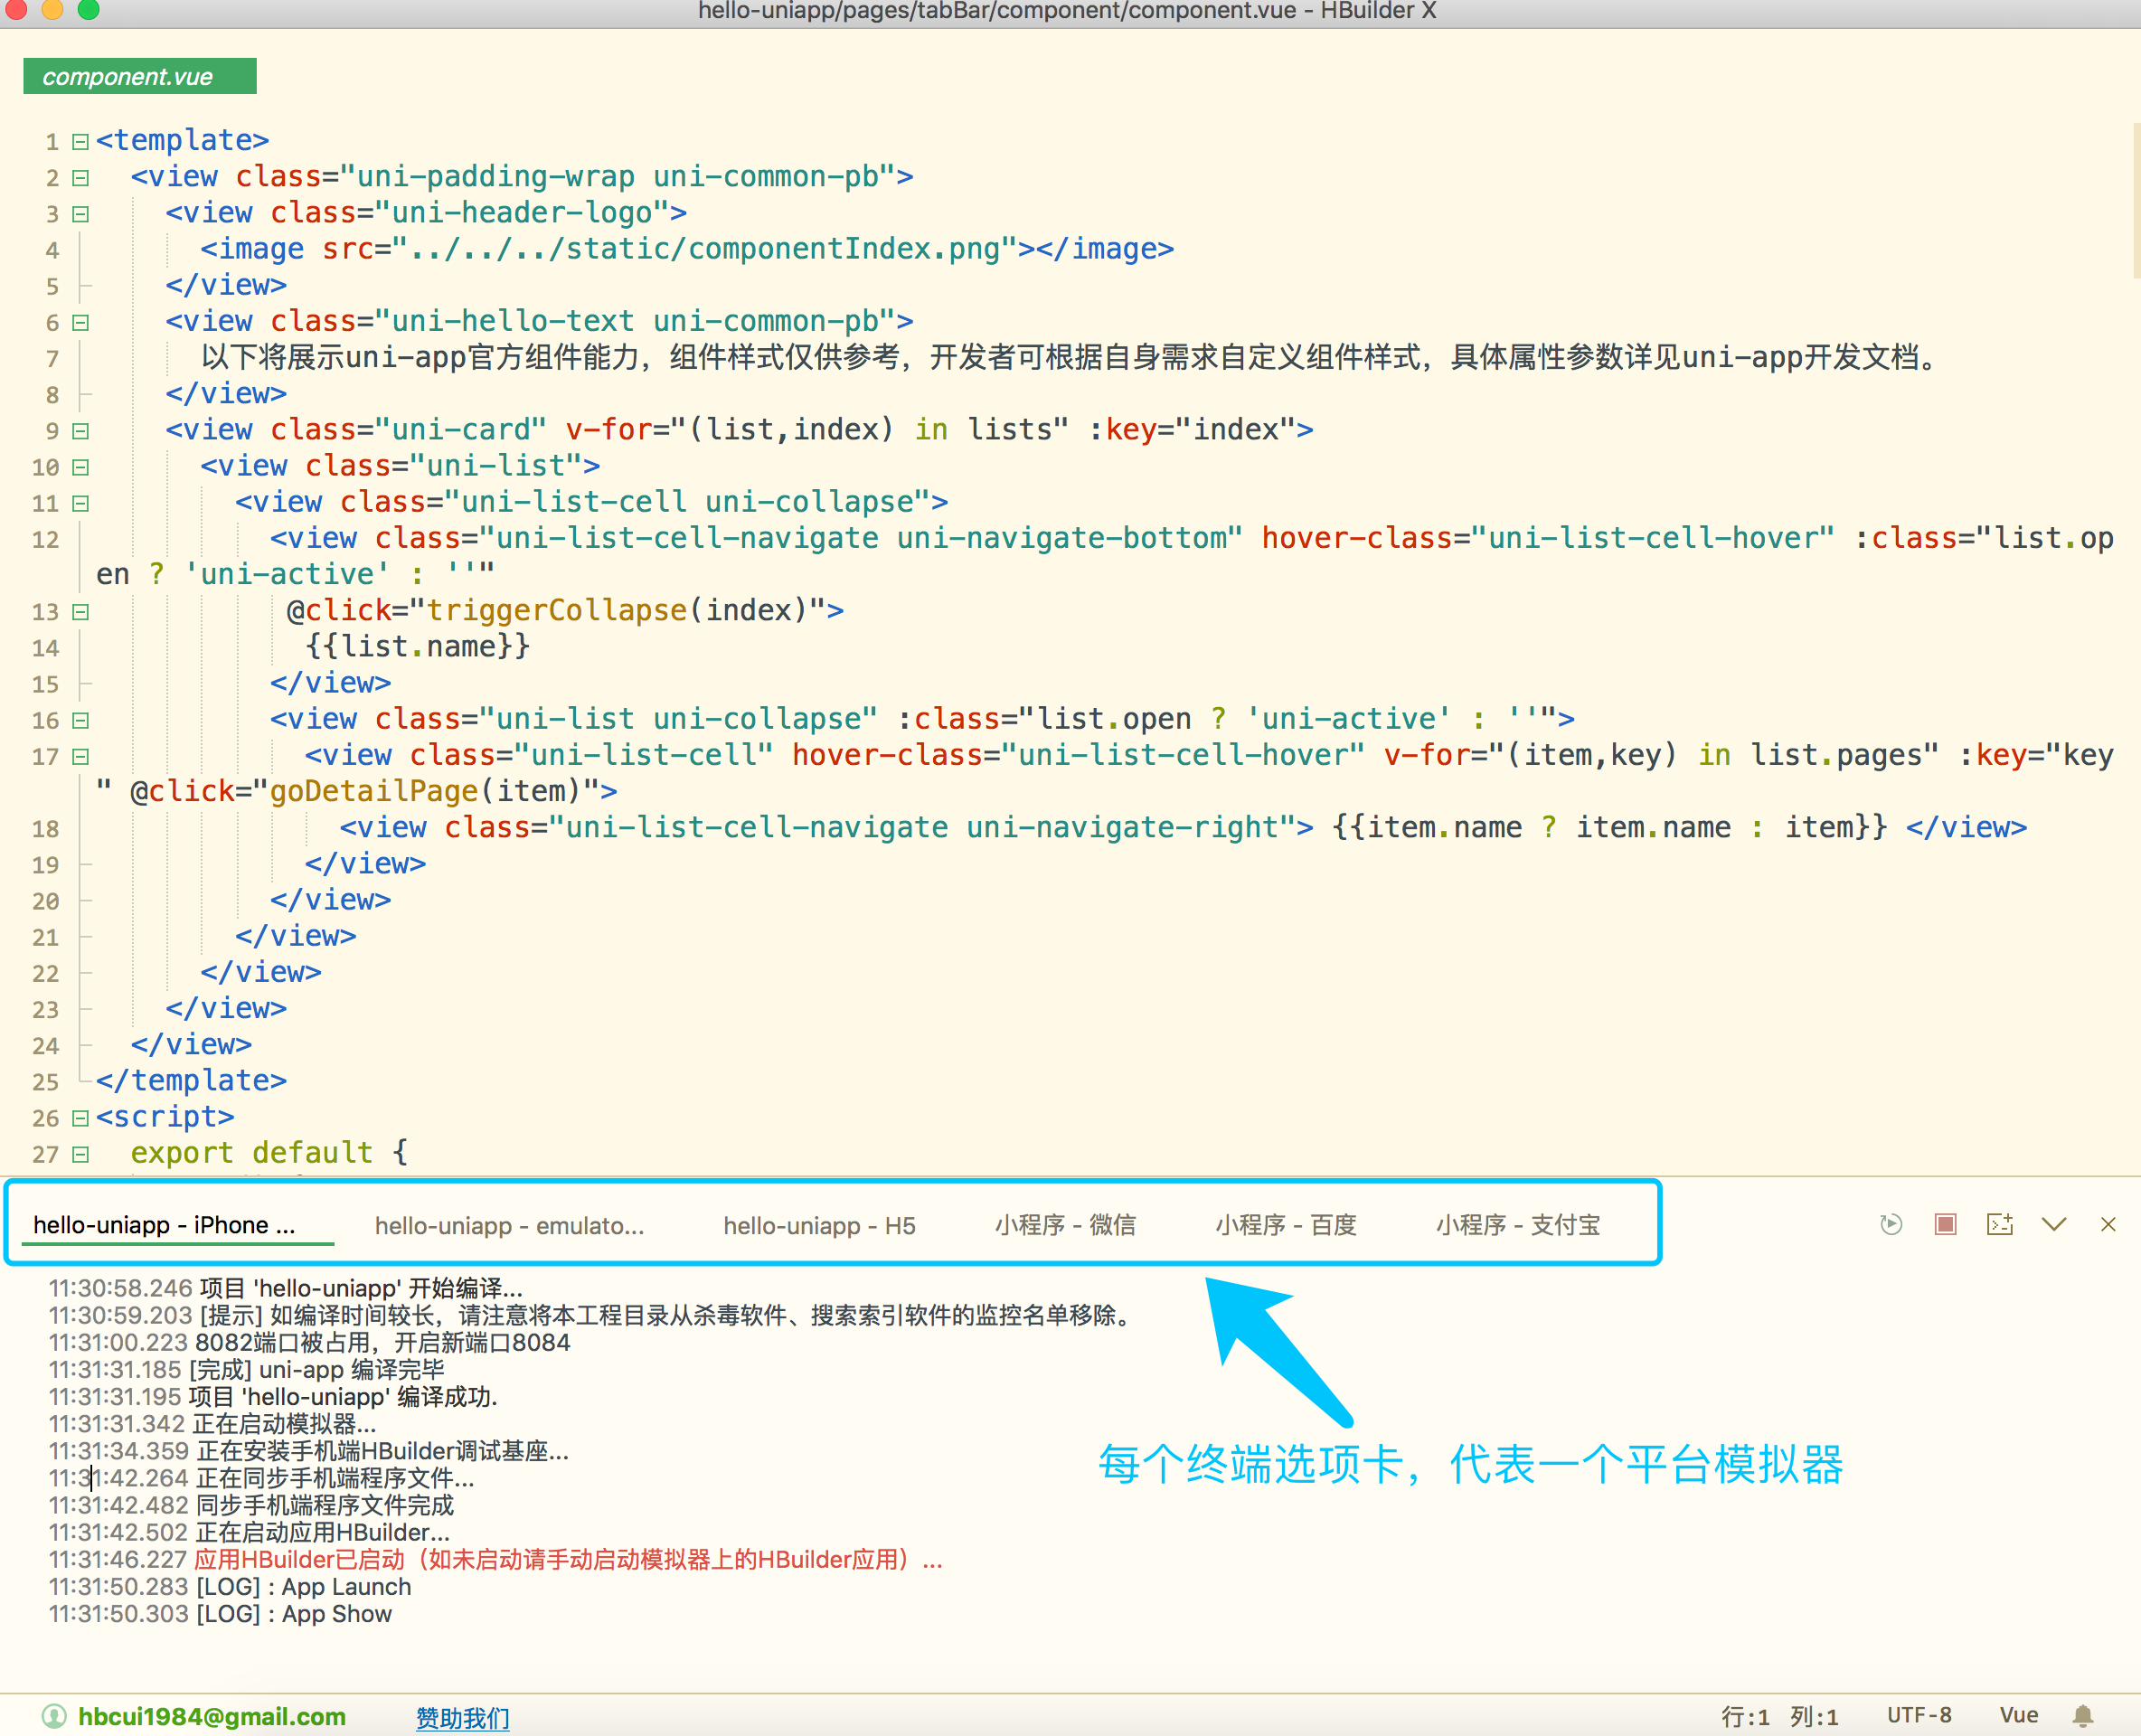 hello-uniapp/pages/tabBar/component/component.vue - HBuilder X
component.vue
1 <template>
2 <view class="uni-padding-wrap uni-common-pb">
3 <view class="uni-header-logo">
4 <image src="../../../static/componentIndex.png"></image>
5 </view>
6 <view class="uni-hello-text uni-common-pb">
7 以下将展示uni-app官方组件能力，组件样式仅供参考，开发者可根据自身需求自定义组件样式，具体属性参数详见uni-app开发文档。
8 </view>
9 <view class="uni-card" v-for="(list,index) in lists" :key="index">
10 <view class="uni-list">
11 <view class="uni-list-cell uni-collapse">
12 <view class="uni-list-cell-navigate uni-navigate-bottom" hover-class="uni-list-cell-hover" :class="list.op
en ? 'uni-active' : ''"
13 @click="triggerCollapse(index)">
14 {{list.name}}
15 </view>
16 <view class="uni-list uni-collapse" :class="list.open ? 'uni-active' : ''">
17 <view class="uni-list-cell" hover-class="uni-list-cell-hover" v-for="(item,key) in list.pages" :key="key
" @click="goDetailPage(item)">
18 <view class="uni-list-cell-navigate uni-navigate-right"> {{item.name ? item.name : item}} </view>
19 </view>
20 </view>
21 </view>
22 </view>
23 </view>
24 </view>
25 </template>
26 <script>
27 export default {
hello-uniapp - iPhone ... hello-uniapp - emulato... hello-uniapp - H5 小程序 - 微信 小程序 - 百度 小程序 - 支付宝
11:30:58.246 项目 'hello-uniapp' 开始编译...
11:30:59.203 [提示] 如编译时间较长，请注意将本工程目录从杀毒软件、搜索索引软件的监控名单移除。
11:31:00.223 8082端口被占用，开启新端口8084
11:31:31.185 [完成] uni-app 编译完毕
11:31:31.195 项目 'hello-uniapp' 编译成功.
11:31:31.342 正在启动模拟器...
11:31:34.359 正在安装手机端HBuilder调试基座...
11:31:42.264 正在同步手机端程序文件...
11:31:42.482 同步手机端程序文件完成
11:31:42.502 正在启动应用HBuilder...
11:31:46.227 应用HBuilder已启动（如未启动请手动启动模拟器上的HBuilder应用）...
11:31:50.283 [LOG] : App Launch
11:31:50.303 [LOG] : App Show
每个终端选项卡，代表一个平台模拟器
hbcui1984@gmail.com 赞助我们 行:1 列:1 UTF-8 Vue